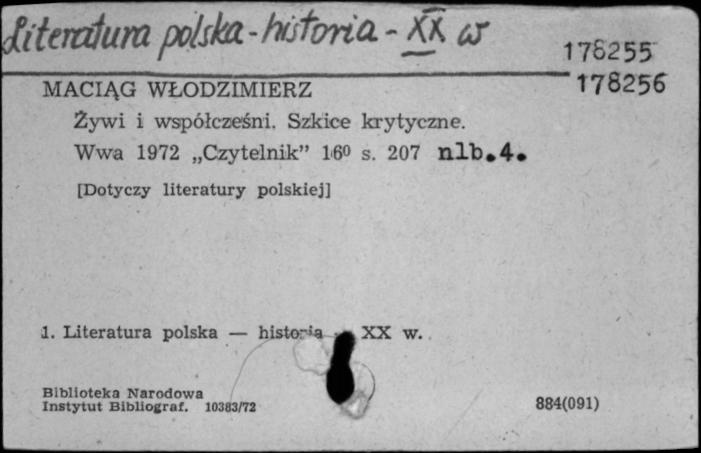 Literatura polska - historia - XX w
178255
178256
MACIĄG WŁODZIMIERZ
Żywi i współcześni. Szkice krytyczne.
Wwa 1972 „Czytelnik” 16⁰ s. 207 nlb.4.
[Dotyczy literatury polskiej]
1. Literatura polska — historia — XX w.
Biblioteka Narodowa
Instytut Bibliograf. 10383/72
884(091)